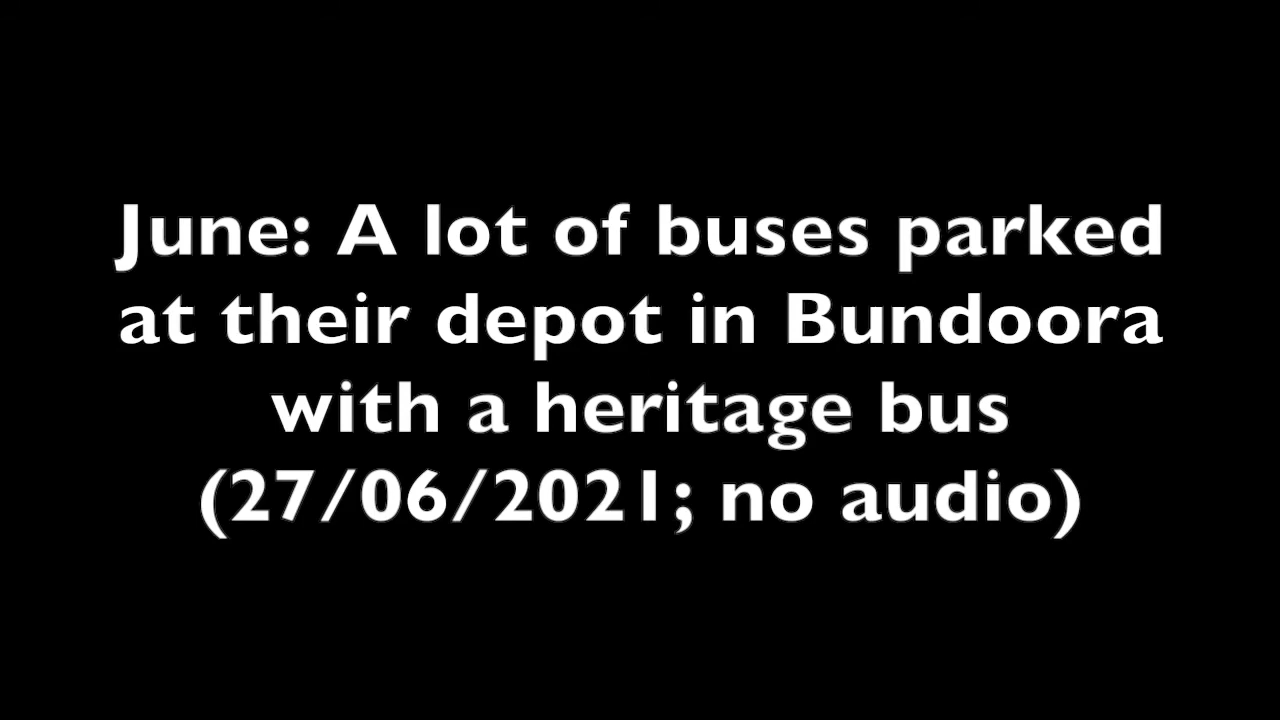 June: A lot of buses parked
at their depot in Bundoora
with a heritage bus
(27/06/2021; no audio)